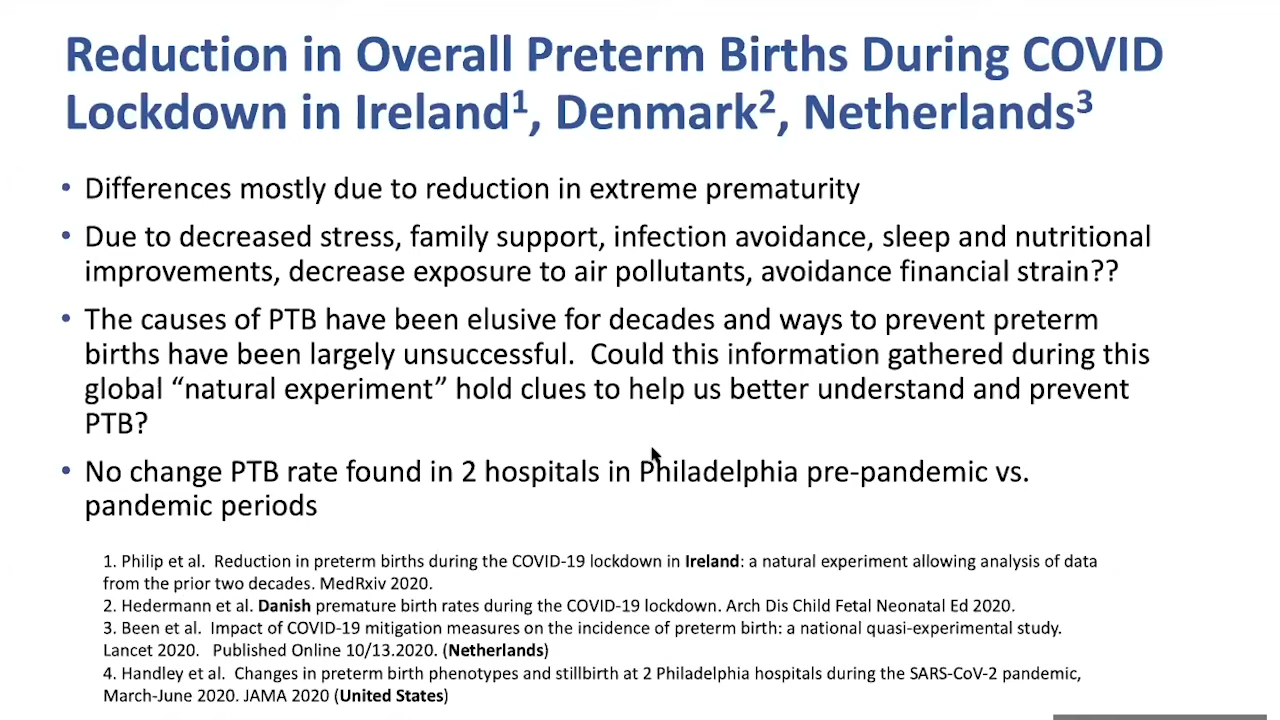 Reduction in Overall Preterm Births During COVID
Lockdown in Ireland¹, Denmark², Netherlands³
• Differences mostly due to reduction in extreme prematurity
• Due to decreased stress, family support, infection avoidance, sleep and nutritional
improvements, decrease exposure to air pollutants, avoidance financial strain??
• The causes of PTB have been elusive for decades and ways to prevent preterm
births have been largely unsuccessful.  Could this information gathered during this
global “natural experiment” hold clues to help us better understand and prevent
PTB?
• No change PTB rate found in 2 hospitals in Philadelphia pre-pandemic vs.
pandemic periods
1. Philip et al.  Reduction in preterm births during the COVID-19 lockdown in Ireland: a natural experiment allowing analysis of data
from the prior two decades. MedRxiv 2020.
2. Hedermann et al. Danish premature birth rates during the COVID-19 lockdown. Arch Dis Child Fetal Neonatal Ed 2020.
3. Been et al.  Impact of COVID-19 mitigation measures on the incidence of preterm birth: a national quasi-experimental study.
Lancet 2020.   Published Online 10/13.2020. (Netherlands)
4. Handley et al.  Changes in preterm birth phenotypes and stillbirth at 2 Philadelphia hospitals during the SARS-CoV-2 pandemic,
March-June 2020. JAMA 2020 (United States)